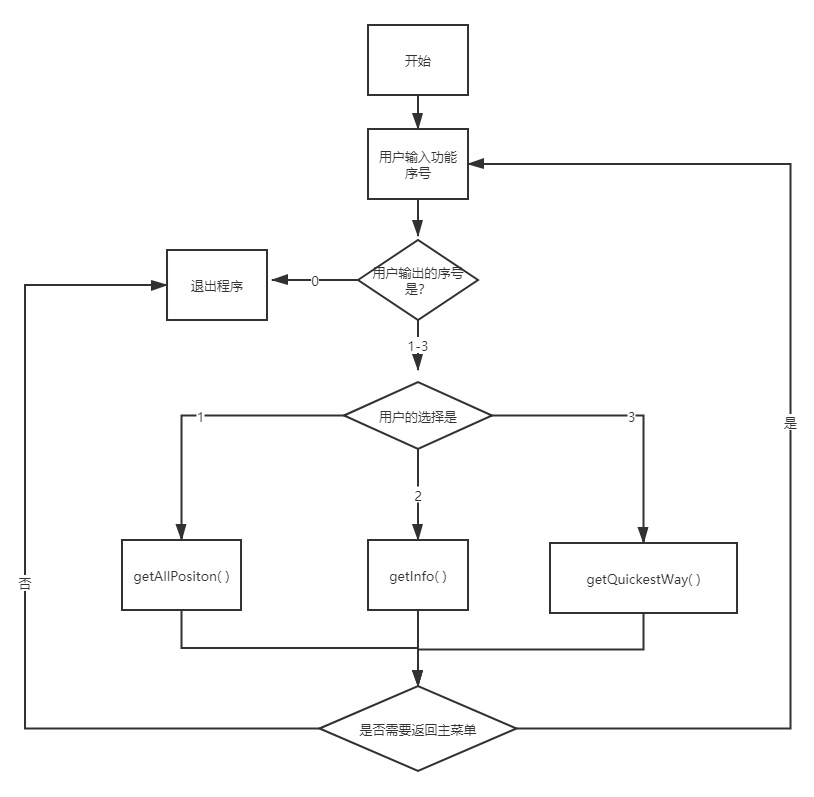 开始
用户输入功能
序号
用户输出的序号
是?
退出程序
0
1-3
用户的选择是
1
2
3
是
getAllPositon( )
getInfo( )
getQuickestWay( )
否
是否需要返回主菜单